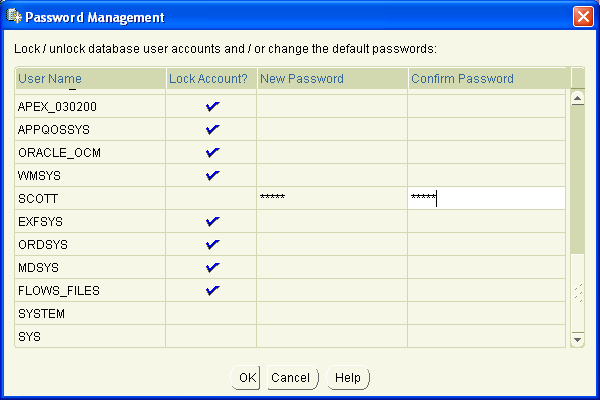 Password Management
Lock / unlock database user accounts and / or change the default passwords:
User Name Lock Account? New Password Confirm Password
APEX_030200
APPQOSSYS
ORACLE_OCM
WMSYS
SCOTT ***** *****
EXFSYS
ORDSYS
MDSYS
FLOWS_FILES
SYSTEM
SYS
OK Cancel Help